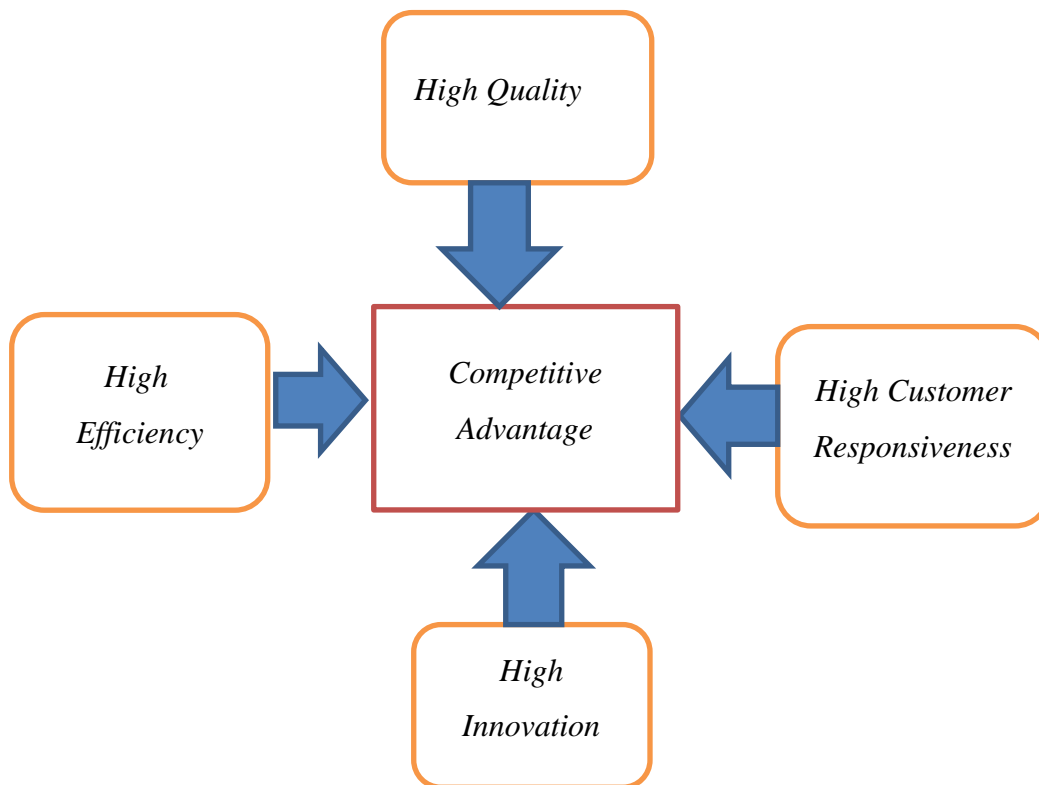 High Quality
High
Efficiency
Competitive
Advantage
High Customer
Responsiveness
High
Innovation